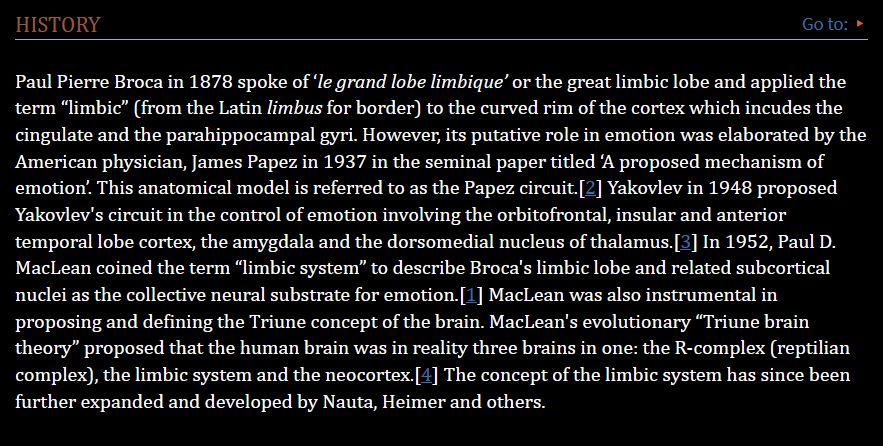 HISTORY
Go to:
Paul Pierre Broca in 1878 spoke of ‘le grand lobe limbique’ or the great limbic lobe and applied the
term “limbic” (from the Latin limbus for border) to the curved rim of the cortex which incudes the
cingulate and the parahippocampal gyri. However, its putative role in emotion was elaborated by the
American physician, James Papez in 1937 in the seminal paper titled ‘A proposed mechanism of
emotion’. This anatomical model is referred to as the Papez circuit.[2] Yakovlev in 1948 proposed
Yakovlev's circuit in the control of emotion involving the orbitofrontal, insular and anterior
temporal lobe cortex, the amygdala and the dorsomedial nucleus of thalamus.[3] In 1952, Paul D.
MacLean coined the term “limbic system” to describe Broca's limbic lobe and related subcortical
nuclei as the collective neural substrate for emotion.[1] MacLean was also instrumental in
proposing and defining the Triune concept of the brain. MacLean's evolutionary “Triune brain
theory” proposed that the human brain was in reality three brains in one: the R-complex (reptilian
complex), the limbic system and the neocortex.[4] The concept of the limbic system has since been
further expanded and developed by Nauta, Heimer and others.